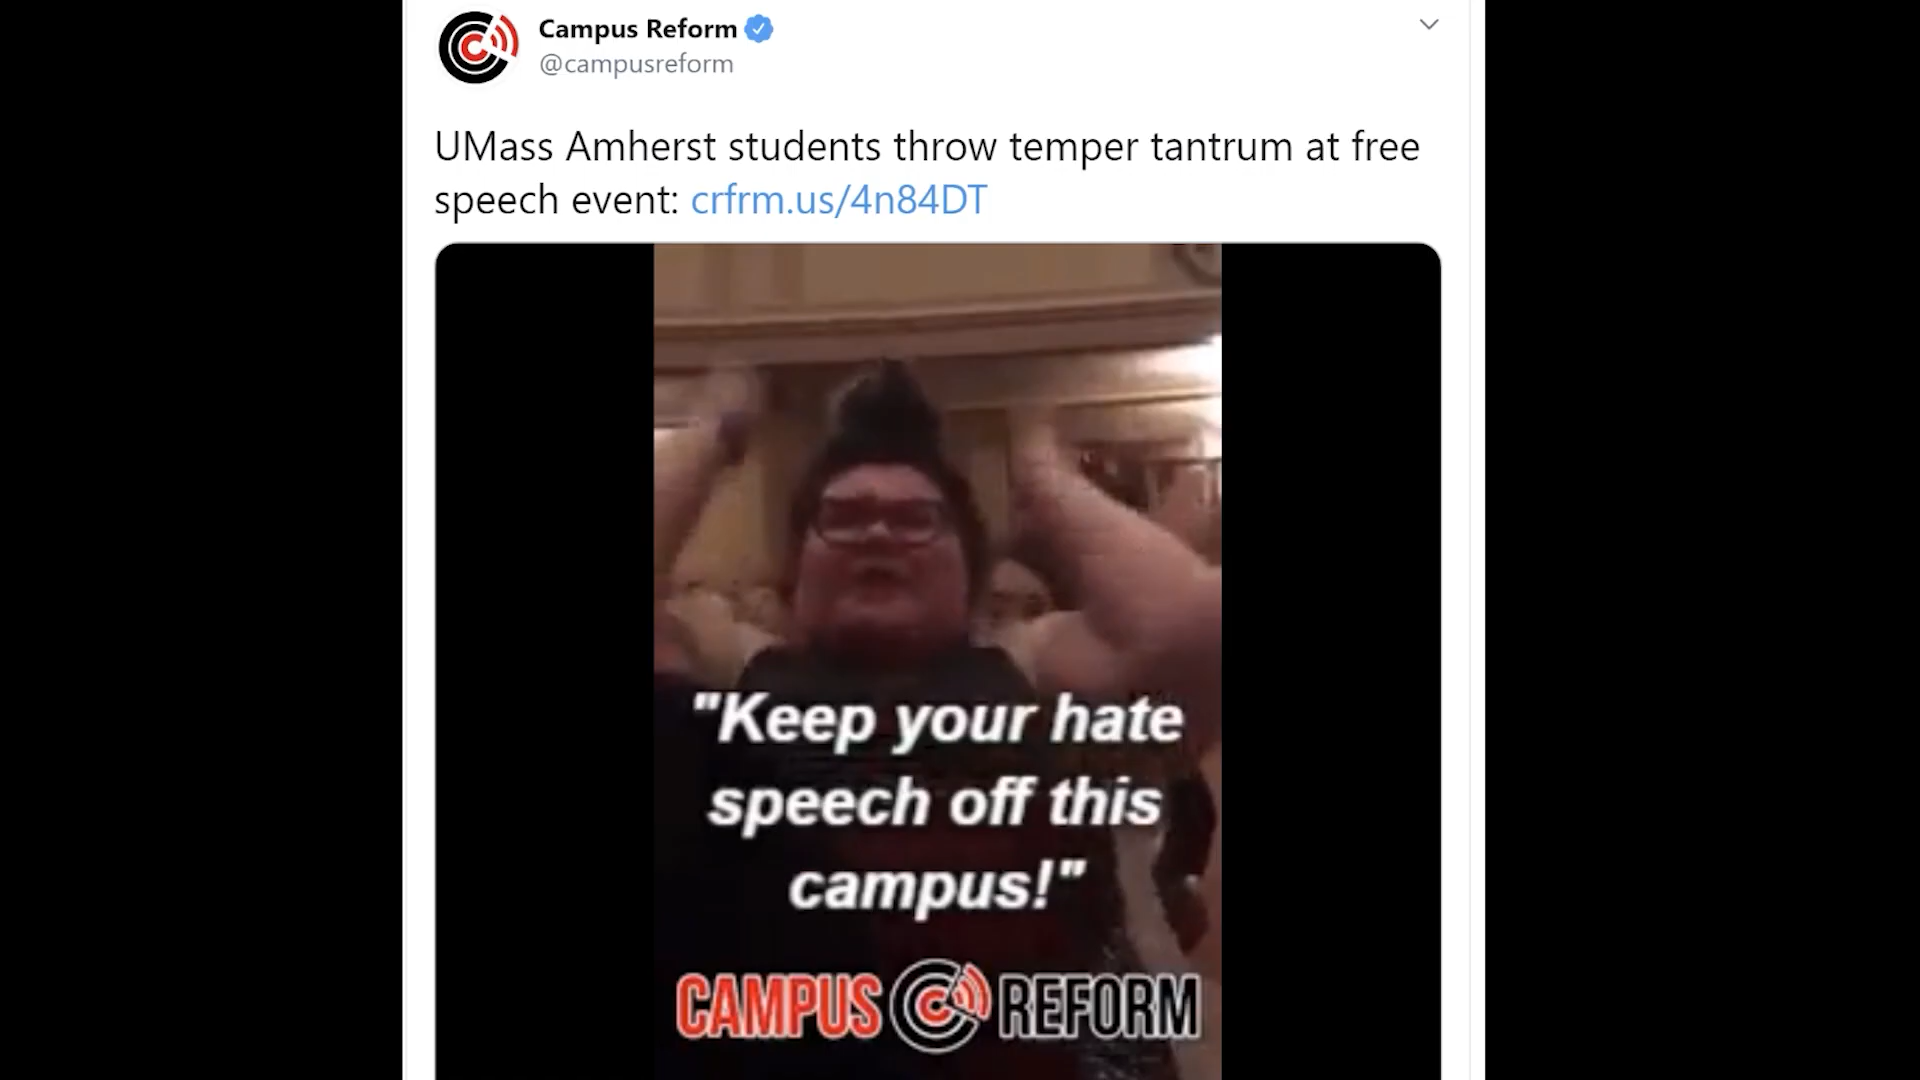 Campus Reform
@campusreform
UMass Amherst students throw temper tantrum at free
speech event: crfrm.us/4n84DT
"Keep your hate
speech off this
campus!"
CAMPUS C REFORM